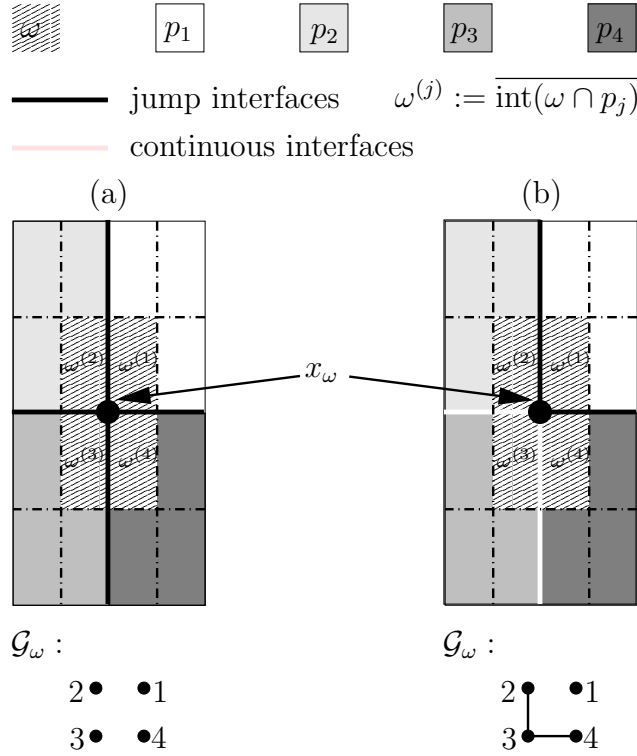 ω p₁ p₂ p₃ p₄
jump interfaces ω⁽ʲ⁾ := int(ω ∩ pⱼ)
continuous interfaces
(a) (b)
ω⁽²⁾ ω⁽¹⁾ ω⁽²⁾ ω⁽¹⁾
x_ω
ω⁽³⁾ ω⁽⁴⁾ ω⁽³⁾ ω⁽⁴⁾
𝒢_ω : 𝒢_ω :
2 1 2 1
3 4 3 4